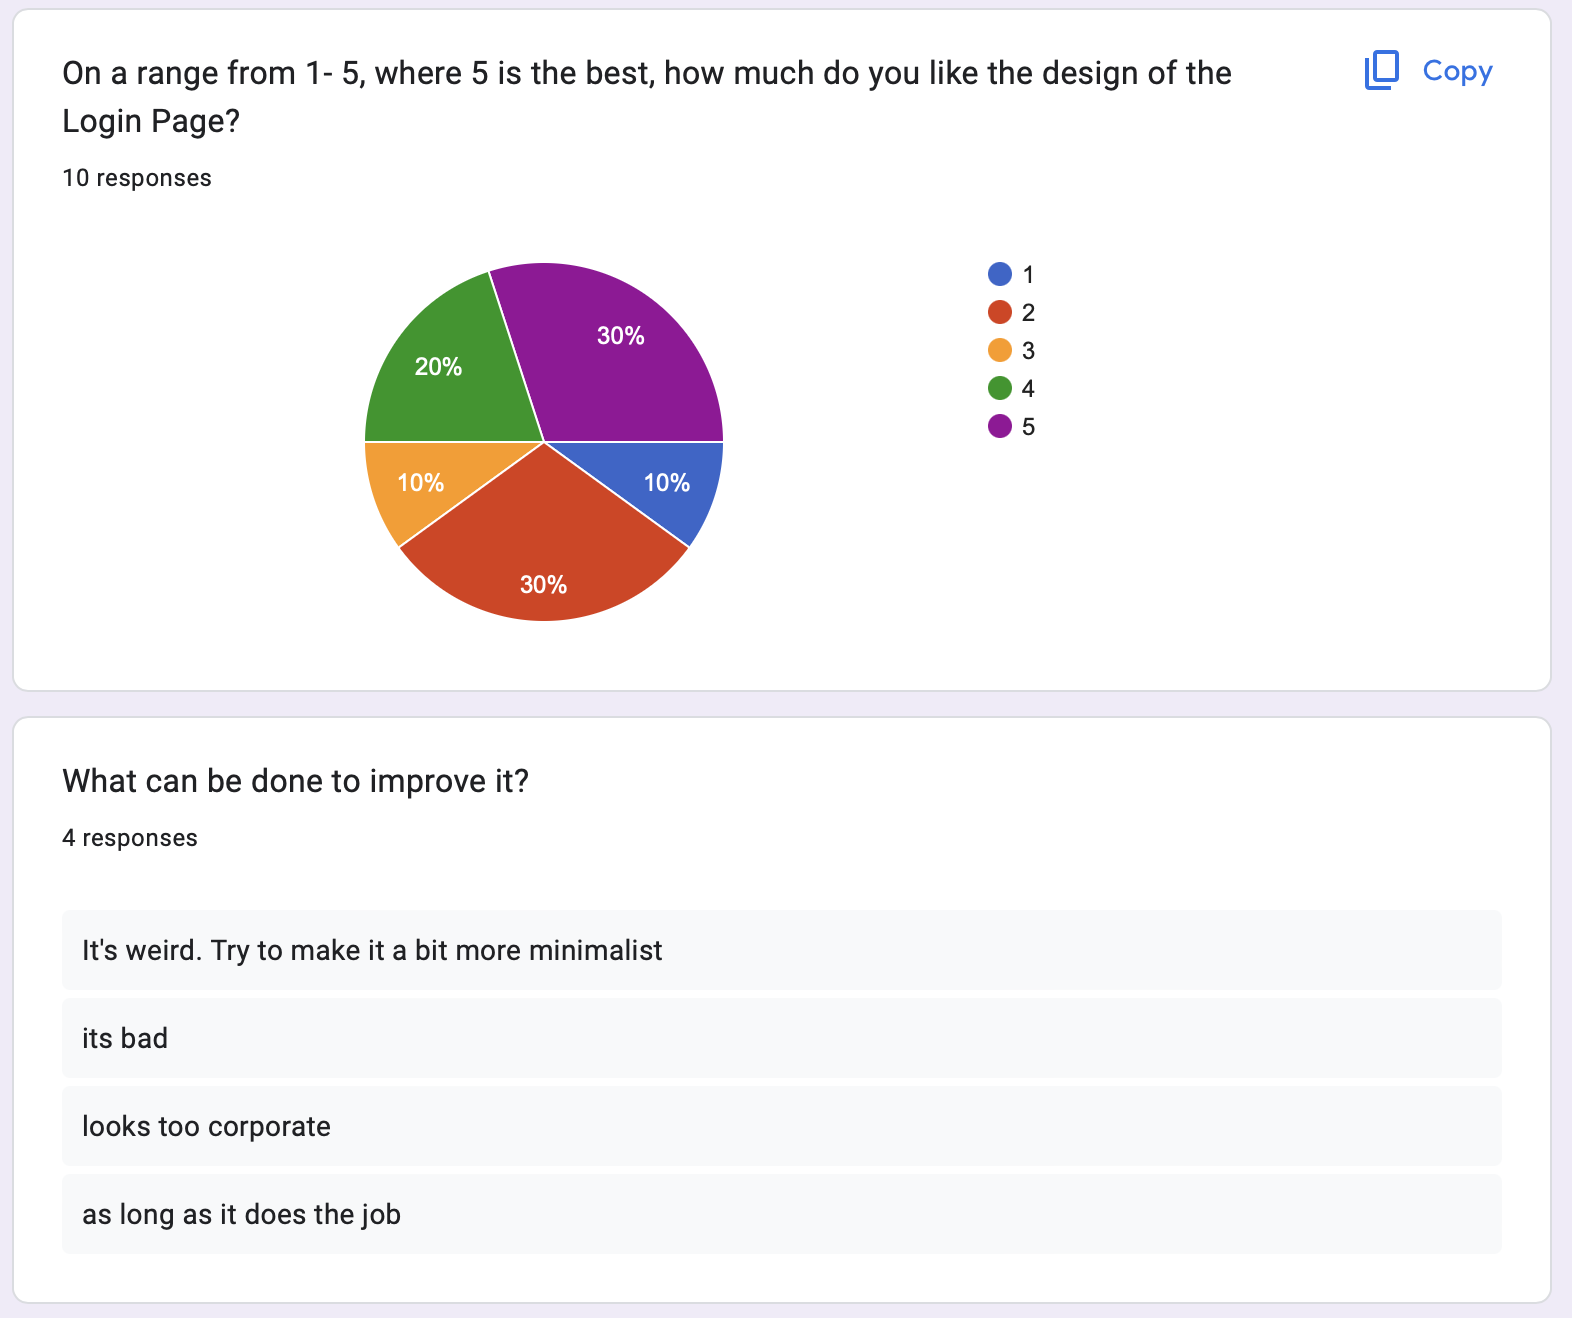 On a range from 1- 5, where 5 is the best, how much do you like the design of the
Login Page?
Copy
10 responses
1
2
3
4
5
30%
20%
10%
10%
30%
What can be done to improve it?
4 responses
It's weird. Try to make it a bit more minimalist
its bad
looks too corporate
as long as it does the job